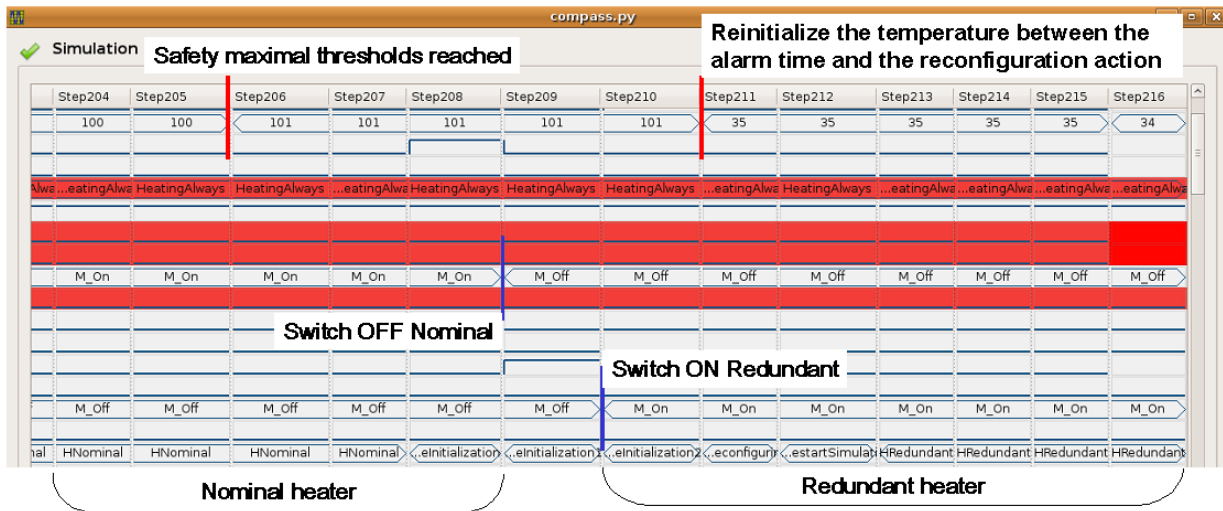 compass.py
Simulation
Safety maximal thresholds reached
Reinitialize the temperature between the
alarm time and the reconfiguration action
Step204 Step205 Step206 Step207 Step208 Step209 Step210 Step211 Step212 Step213 Step214 Step215 Step216
100 100 101 101 101 101 101 35 35 35 35 35 34
Alwa ...eatingAlwa HeatingAlways HeatingAlways ...eatingAlwa HeatingAlways HeatingAlways HeatingAlways ...eatingAlwa HeatingAlways ...eatingAlwa ...eatingAlwa ...eatingAlwa ...eatingAlwa
M_On M_On M_On M_On M_On M_Off M_Off M_Off M_Off M_Off M_Off M_Off M_Off
Switch OFF Nominal
Switch ON Redundant
M_Off M_Off M_Off M_Off M_Off M_Off M_On M_On M_On M_On M_On M_On M_On
nal HNominal HNominal HNominal HNominal ...eInitialization ...eInitialization1 ...eInitialization2 ...econfigurir ...estartSimulati HRedundant HRedundant HRedundant HRedundant
Nominal heater
Redundant heater